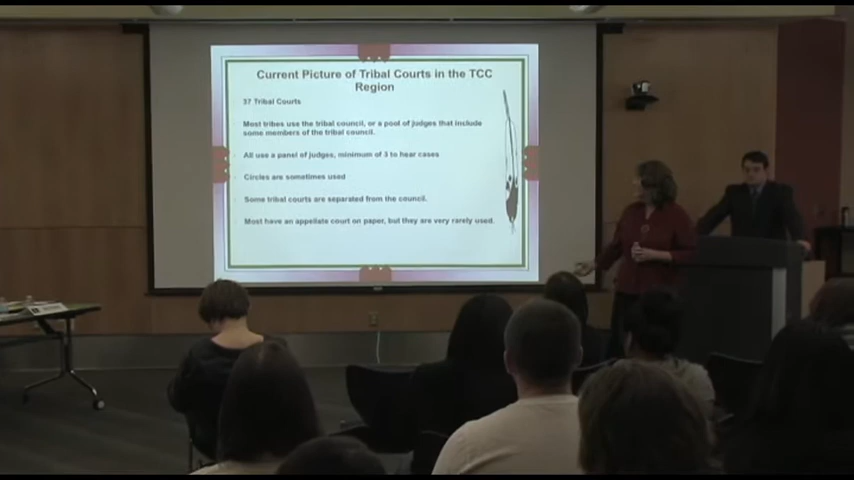 Current Picture of Tribal Courts in the TCC
Region
37 Tribal Courts
Most tribes use the tribal council, or a pool of judges that include
some members of the tribal council.
All use a panel of judges, minimum of 3 to hear cases
Circles are sometimes used
Some tribal courts are separated from the council.
Most have an appellate court on paper, but they are very rarely used.